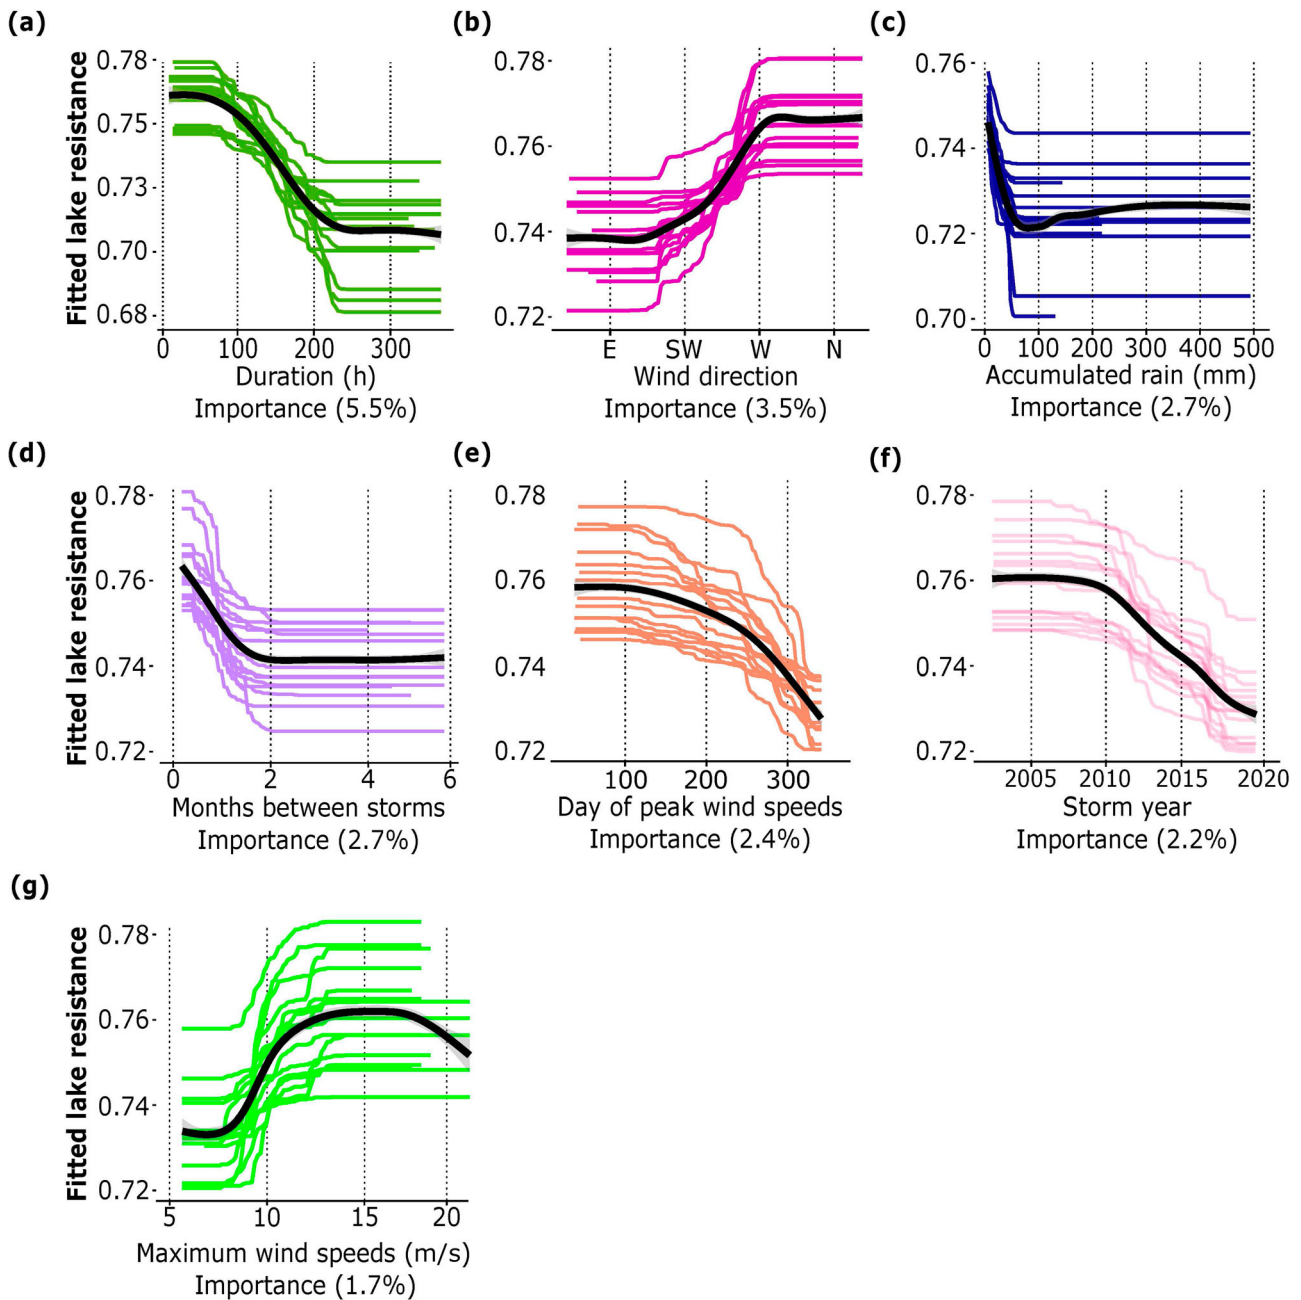 (a)
Fitted lake resistance
0.78
0.75
0.73
0.70
0.68
0 100 200 300
Duration (h)
Importance (5.5%)
(b)
0.78
0.76
0.74
0.72
E SW W N
Wind direction
Importance (3.5%)
(c)
0.76
0.74
0.72
0.70
0 100 200 300 400 500
Accumulated rain (mm)
Importance (2.7%)
(d)
Fitted lake resistance
0.78
0.76
0.74
0.72
0 2 4 6
Months between storms
Importance (2.7%)
(e)
0.78
0.76
0.74
0.72
100 200 300
Day of peak wind speeds
Importance (2.4%)
(f)
0.78
0.76
0.74
0.72
2005 2010 2015 2020
Storm year
Importance (2.2%)
(g)
Fitted lake resistance
0.78
0.76
0.74
0.72
5 10 15 20
Maximum wind speeds (m/s)
Importance (1.7%)